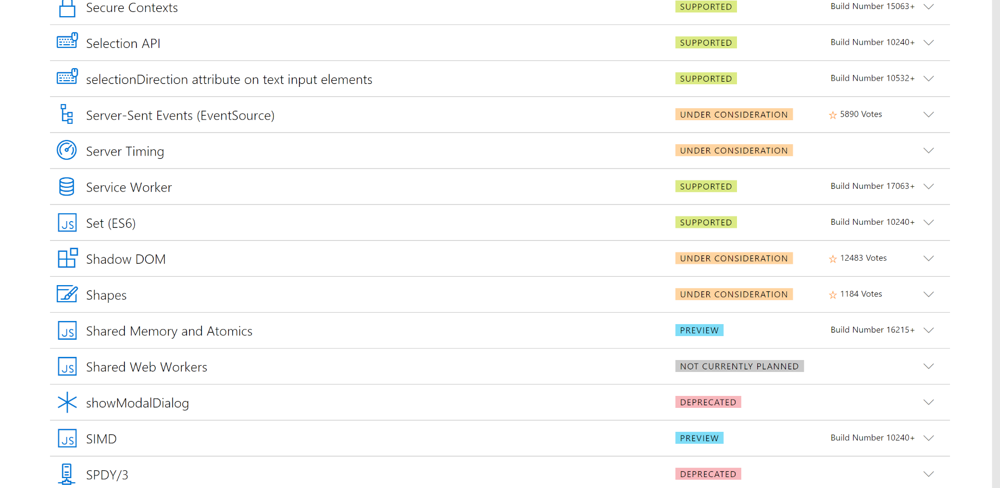 Secure Contexts SUPPORTED Build Number 15063+
Selection API SUPPORTED Build Number 10240+
selectionDirection attribute on text input elements SUPPORTED Build Number 10532+
Server-Sent Events (EventSource) UNDER CONSIDERATION 5890 Votes
Server Timing UNDER CONSIDERATION
Service Worker SUPPORTED Build Number 17063+
JS Set (ES6) SUPPORTED Build Number 10240+
Shadow DOM UNDER CONSIDERATION 12483 Votes
Shapes UNDER CONSIDERATION 1184 Votes
JS Shared Memory and Atomics PREVIEW Build Number 16215+
JS Shared Web Workers NOT CURRENTLY PLANNED
showModalDialog DEPRECATED
JS SIMD PREVIEW Build Number 10240+
SPDY/3 DEPRECATED